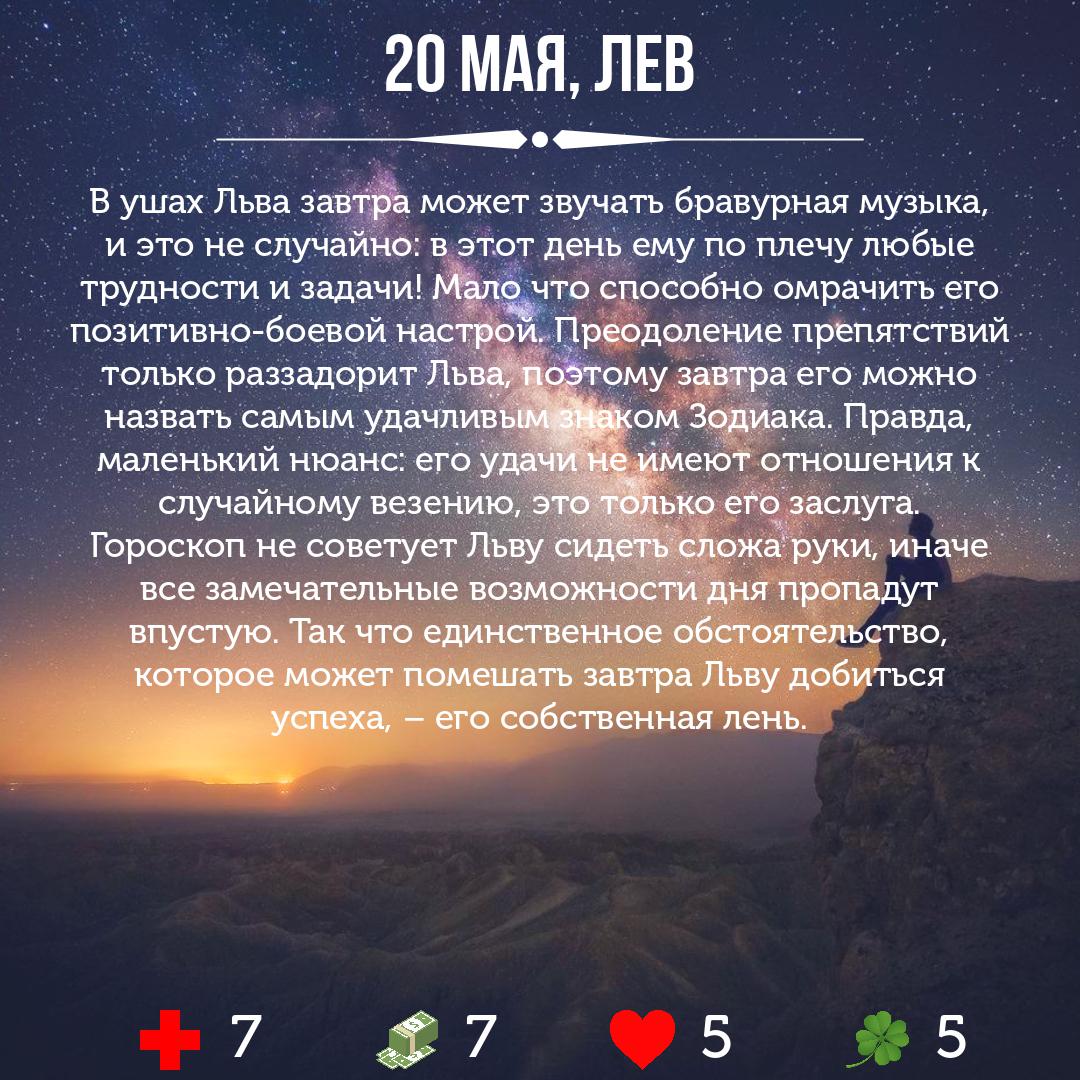 20 МАЯ, ЛЕВ
В ушах Льва завтра может звучать бравурная музыка,
и это не случайно: в этот день ему по плечу любые
трудности и задачи! Мало что способно омрачить его
позитивно-боевой настрой. Преодоление препятствий
только раззадорит Льва, поэтому завтра его можно
назвать самым удачливым знаком Зодиака. Правда,
маленький нюанс: его удачи не имеют отношения к
случайному везению, это только его заслуга.
Гороскоп не советует Льву сидеть сложа руки, иначе
все замечательные возможности дня пропадут
впустую. Так что единственное обстоятельство,
которое может помешать завтра Льву добиться
успеха, – его собственная лень.
7 7 5 5